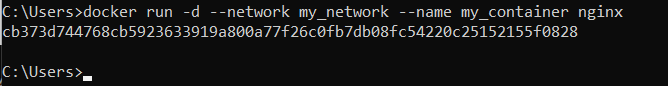 C:\Users>docker run -d --network my_network --name my_container nginx
cb373d744768cb5923633919a800a77f26c0fb7db08fc54220c25152155f0828
C:\Users>